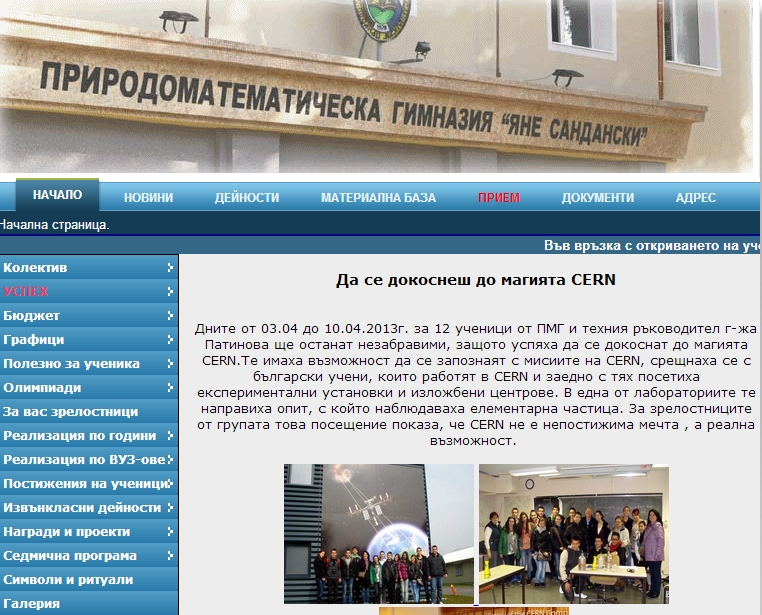 ПРИРОДОМАТЕМАТИЧЕСКА ГИМНАЗИЯ "ЯНЕ САНДАНСКИ"
НАЧАЛО НОВИНИ ДЕЙНОСТИ МАТЕРИАЛНА БАЗА ПРИЕМ ДОКУМЕНТИ АДРЕС
Начална страница.
Във връзка с откриването на уче
Колектив
УСПЕХ
Бюджет
Графици
Полезно за ученика
Олимпиади
За вас зрелостници
Реализация по години
Реализация по ВУЗ-ове
Постижения на ученици
Извънкласни дейности
Награди и проекти
Седмична програма
Символи и ритуали
Галерия
Да се докоснеш до магията CERN
Дните от 03.04 до 10.04.2013г. за 12 ученици от ПМГ и техния ръководител г-жа
Патинова ще останат незабравими, защото успяха да се докоснат до магията
CERN.Те имаха възможност да се запознаят с мисиите на CERN, срещнаха се с
български учени, които работят в CERN и заедно с тях посетиха
експериментални установки и изложбени центрове. В една от лабораториите те
направиха опит, с който наблюдаваха елементарна частица. За зрелостниците
от групата това посещение показа, че CERN не е непостижима мечта , а реална
възможност.